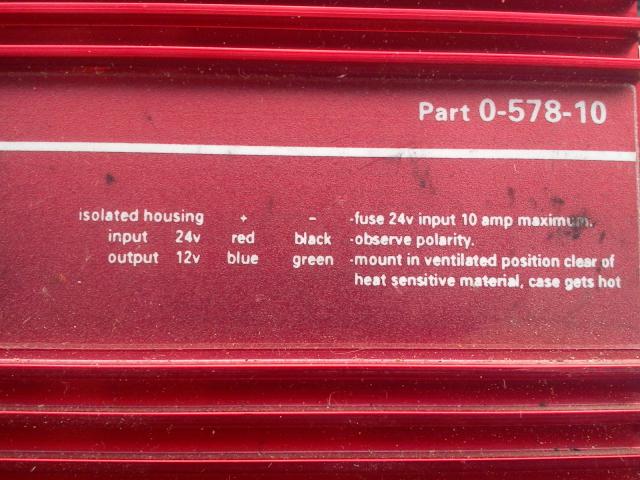 Part 0-578-10
isolated housing + - -fuse 24v input 10 amp maximum.
input 24v red black -observe polarity.
output 12v blue green -mount in ventilated position clear of
heat sensitive material, case gets hot